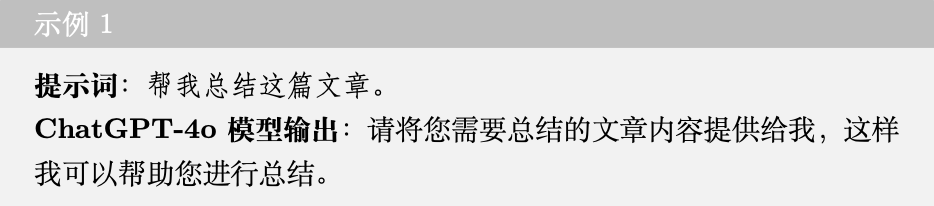 示例 1
提示词：帮我总结这篇文章。
ChatGPT-4o 模型输出：请将您需要总结的文章内容提供给我，这样
我可以帮助您进行总结。